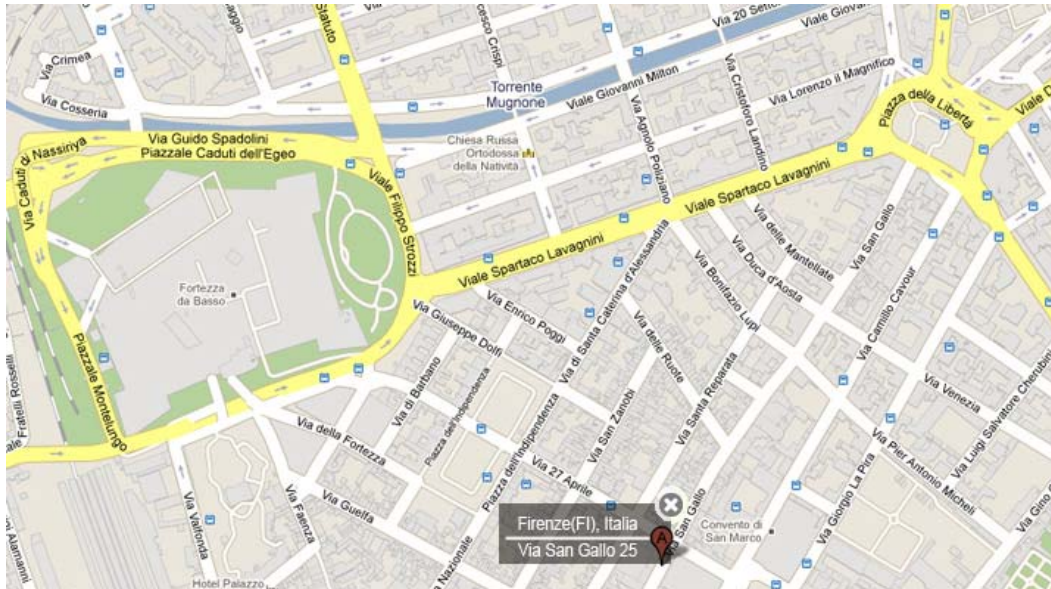 Via 20 Sette
Viale Giovanni
Via Crimea
Via Cosseria
Statuto
Torrente
Mugnone
Viale Giovanni Milton
Via Cristoforo Landino
Via Lorenzo il Magnifico
Piazza della Libertà
Viale D
Via Guido Spadolini
Piazzale Caduti dell'Egeo
Via Caduti di Nassirya
Chiesa Russa
Ortodossa
della Natività
Via Agnolo Poliziano
Viale Filippo Strozzi
Viale Spartaco Lavagnini
Viale Spartaco Lavagnini
Via delle Mantellate
Via San Gallo
Via Duca d'Aosta
Via Bonifazio Lupi
Via Camillo Cavour
Fortezza
da Basso
Via Giuseppe Dolfi
Via Enrico Poggi
Via di Santa Caterina d'Alessandria
Via delle Ruote
Via Santa Reparata
Via Venezia
Via Luigi Salvatore Cherubini
Piazzale Montelungo
Fratelli Rosselli
Via di Barbano
Piazza dell'Indipendenza
Piazza dell'Indipendenza
Via San Zanobi
Via della Fortezza
Via 27 Aprile
Via Pier Antonio Micheli
Via Giorgio La Pira
Via Guelfa
Via Faenza
Via Valfonda
Via Nazionale
Via San Gallo
Convento di
San Marco
Via Gino
Alamanni
Hotel Palazzo
Firenze(FI), Italia
Via San Gallo 25
A